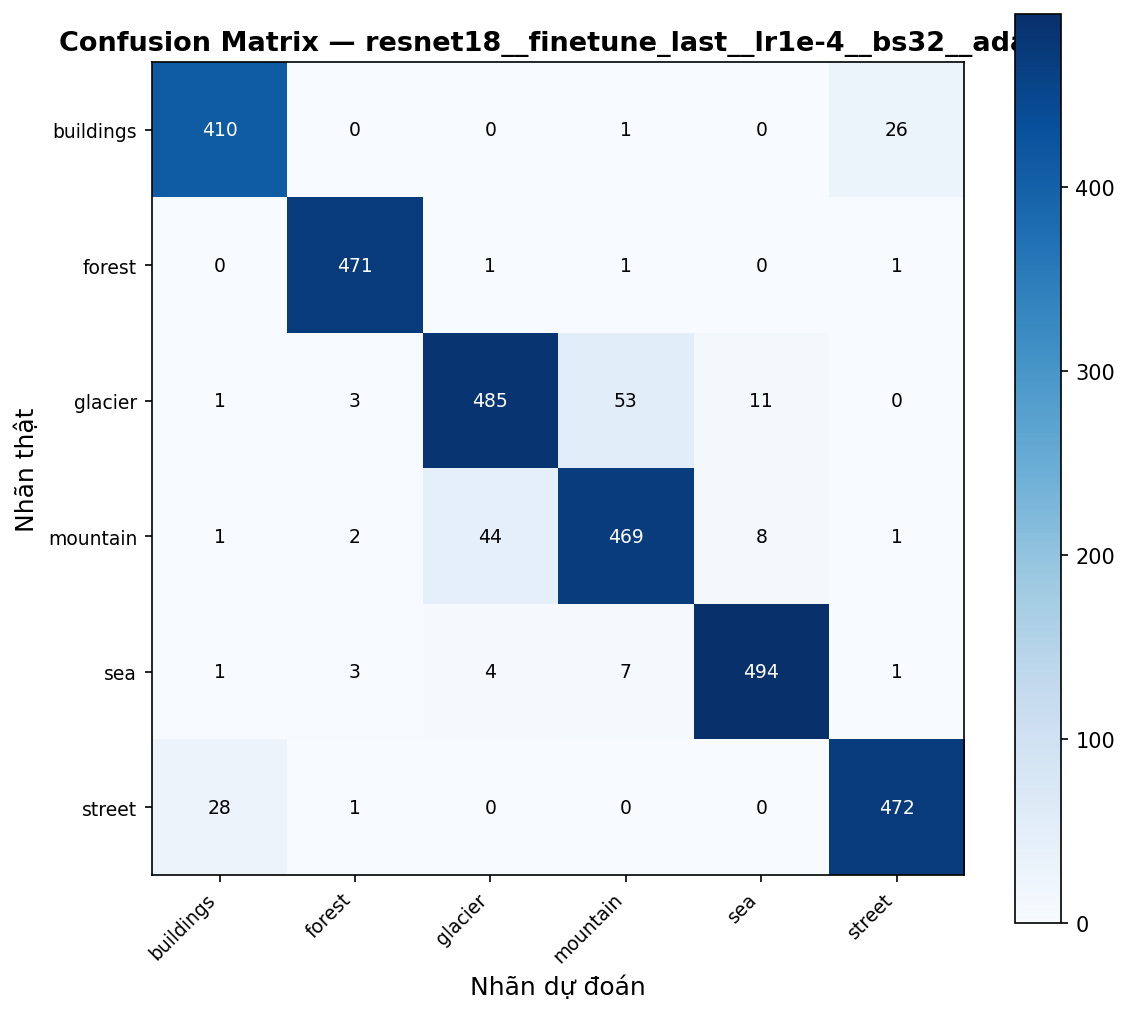 Confusion Matrix — resnet18__finetune_last__lr1e-4__bs32__ada
buildings 410 0 0 1 0 26
forest 0 471 1 1 0 1
glacier 1 3 485 53 11 0
mountain 1 2 44 469 8 1
sea 1 3 4 7 494 1
street 28 1 0 0 0 472
buildings forest glacier mountain sea street
Nhãn dự đoán
Nhãn thật
400
300
200
100
0